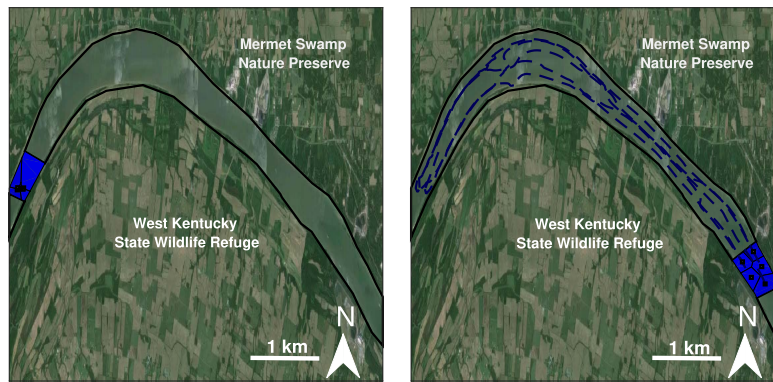 Mermet Swamp
Nature Preserve
West Kentucky
State Wildlife Refuge
1 km
N
Mermet Swamp
Nature Preserve
West Kentucky
State Wildlife Refuge
1 km
N